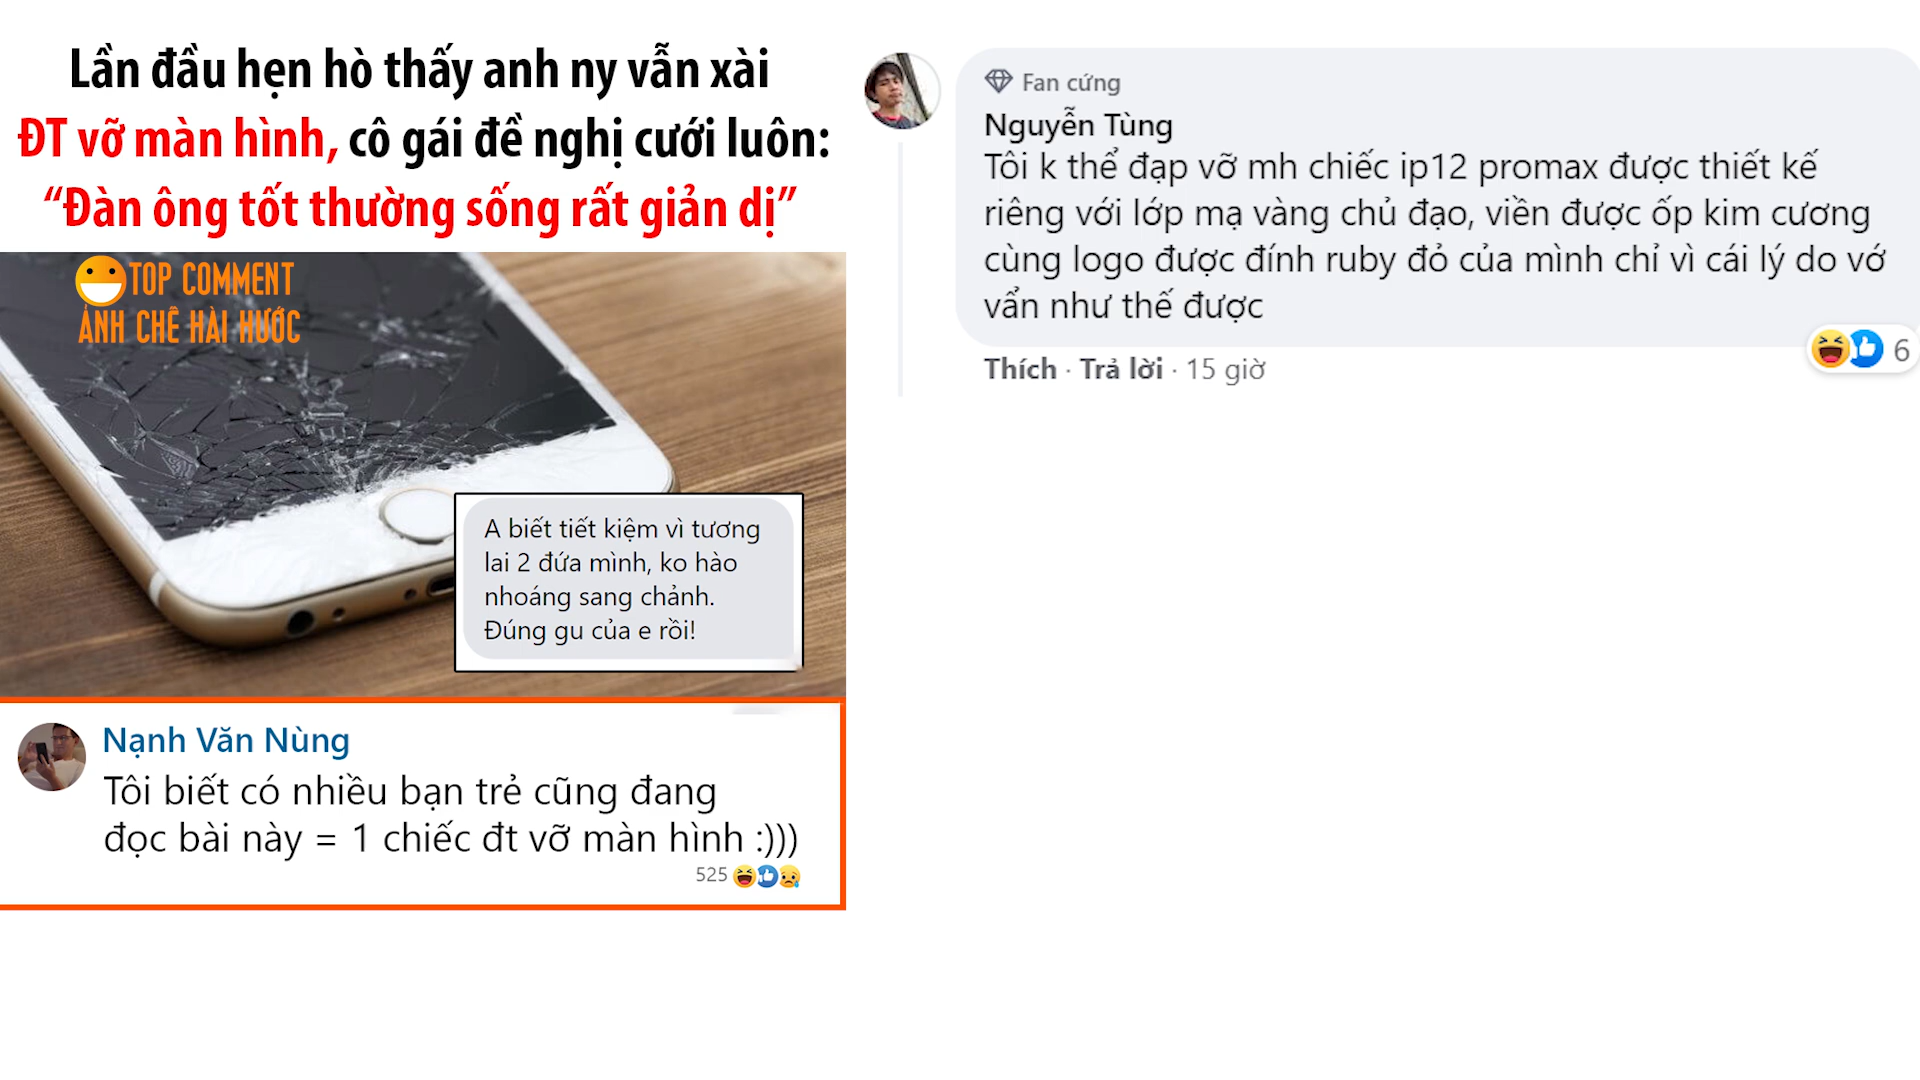 Lần đầu hẹn hò thấy anh ny vẫn xài
ĐT vỡ màn hình, cô gái đề nghị cưới luôn:
“Đàn ông tốt thường sống rất giản dị”
TOP COMMENT
ẢNH CHẾ HÀI HƯỚC
A biết tiết kiệm vì tương
lai 2 đứa mình, ko hào
nhoáng sang chảnh.
Đúng gu của e rồi!
Nạnh Văn Nùng
Tôi biết có nhiều bạn trẻ cũng đang
đọc bài này = 1 chiếc đt vỡ màn hình :)))
525
Fan cứng
Nguyễn Tùng
Tôi k thể đạp vỡ mh chiếc ip12 promax được thiết kế
riêng với lớp mạ vàng chủ đạo, viền được ốp kim cương
cùng logo được đính ruby đỏ của mình chỉ vì cái lý do vớ
vẩn như thế được
Thích · Trả lời · 15 giờ
6